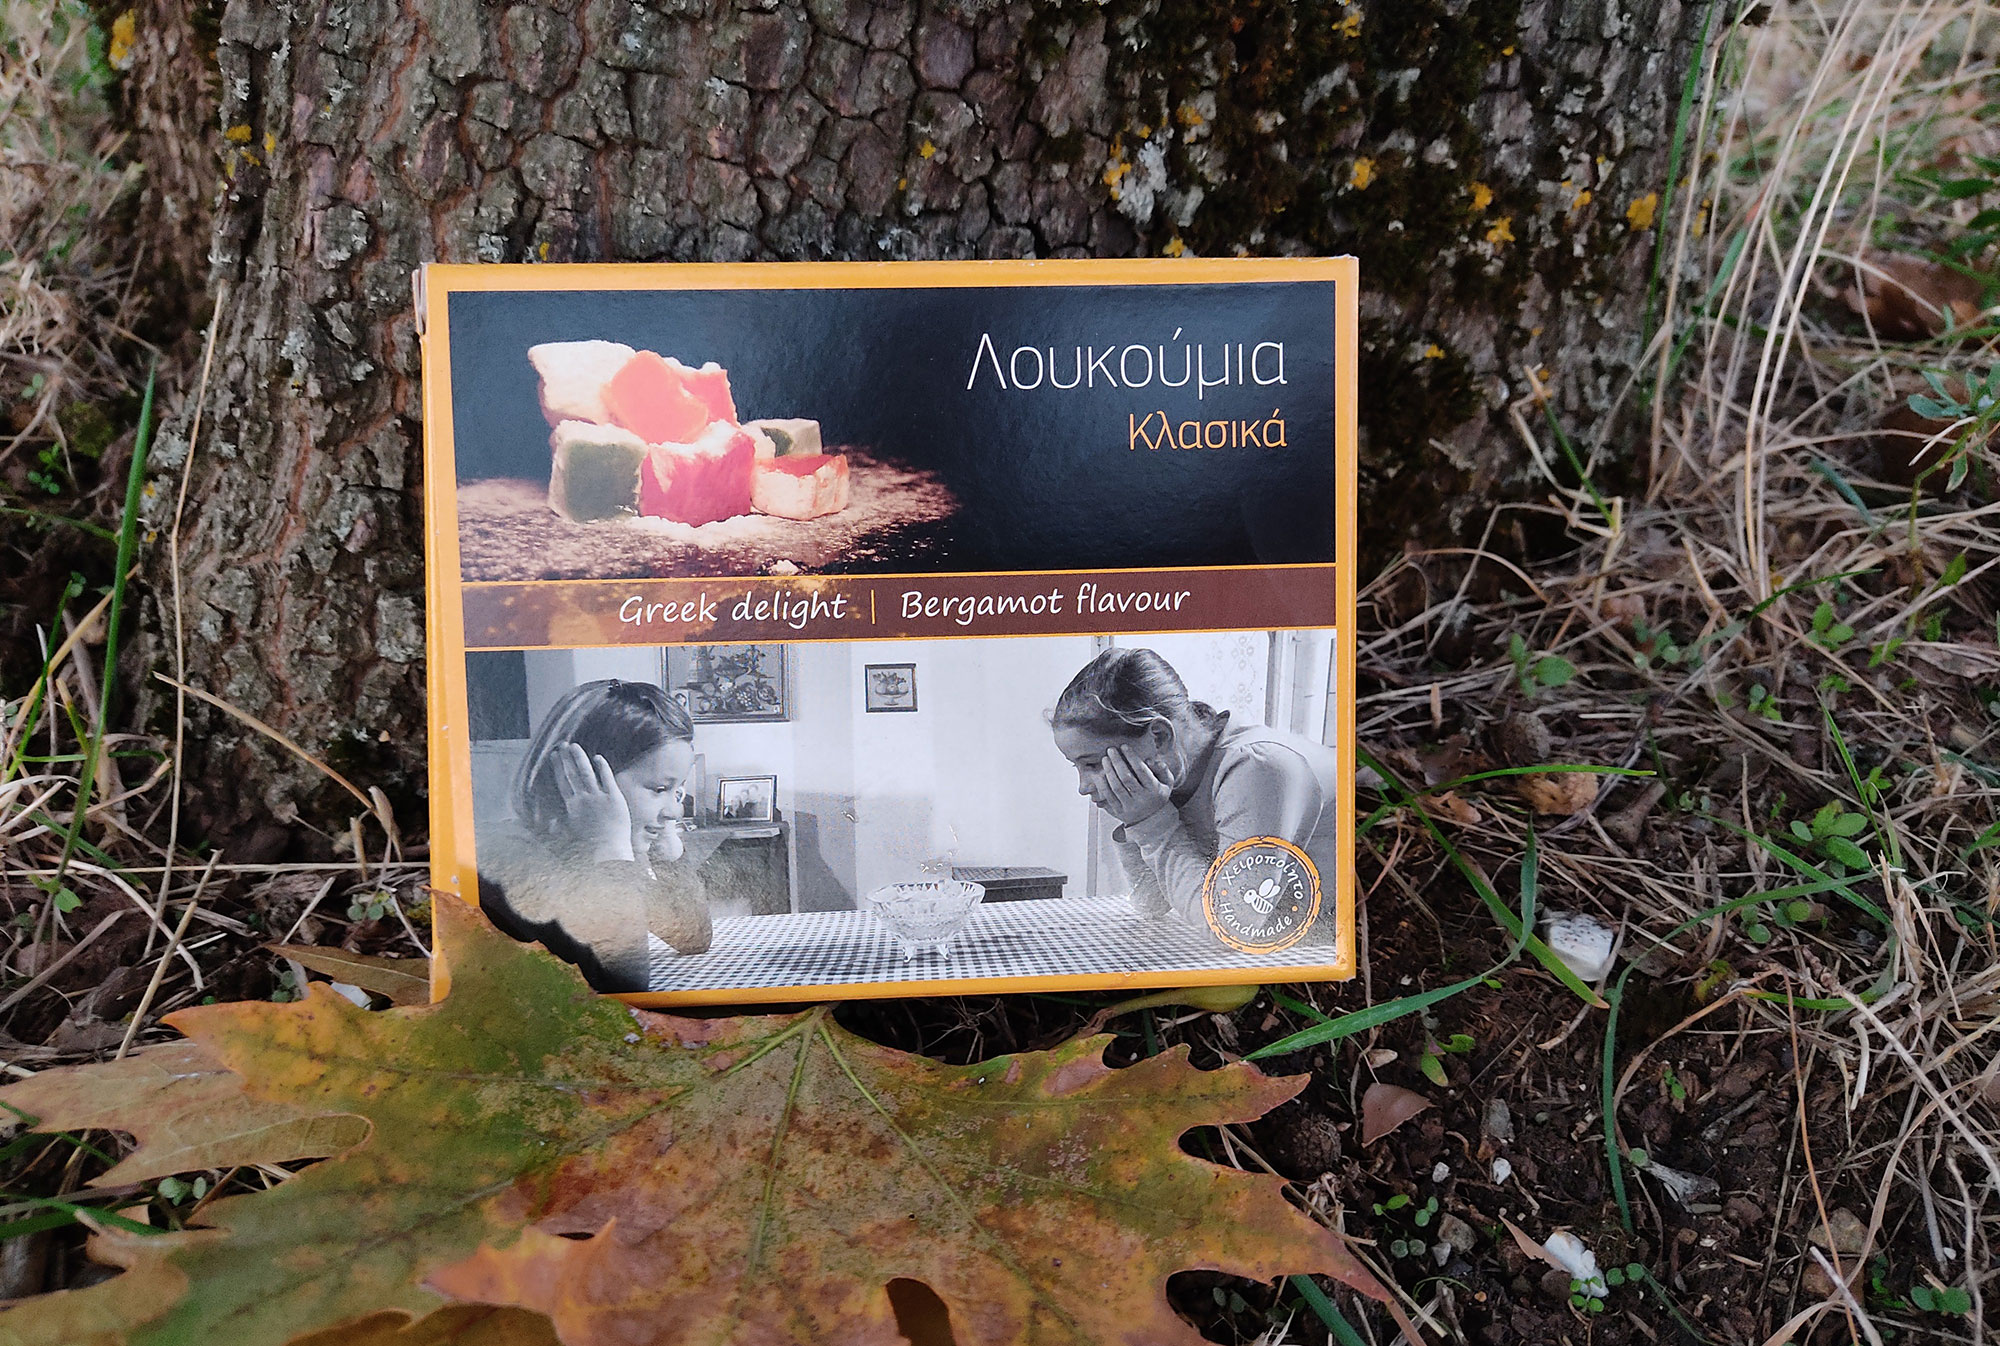 Λουκούμια
Κλασικά
Greek delight | Bergamot flavour
Χειροποίητο
Handmade